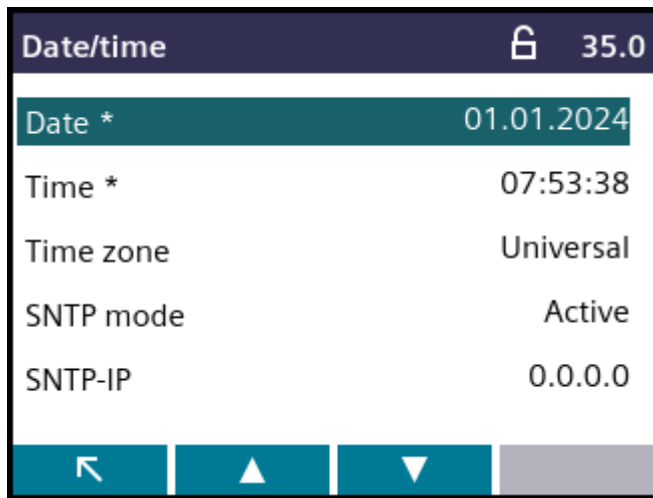 Date/time 35.0
Date * 01.01.2024
Time * 07:53:38
Time zone Universal
SNTP mode Active
SNTP-IP 0.0.0.0